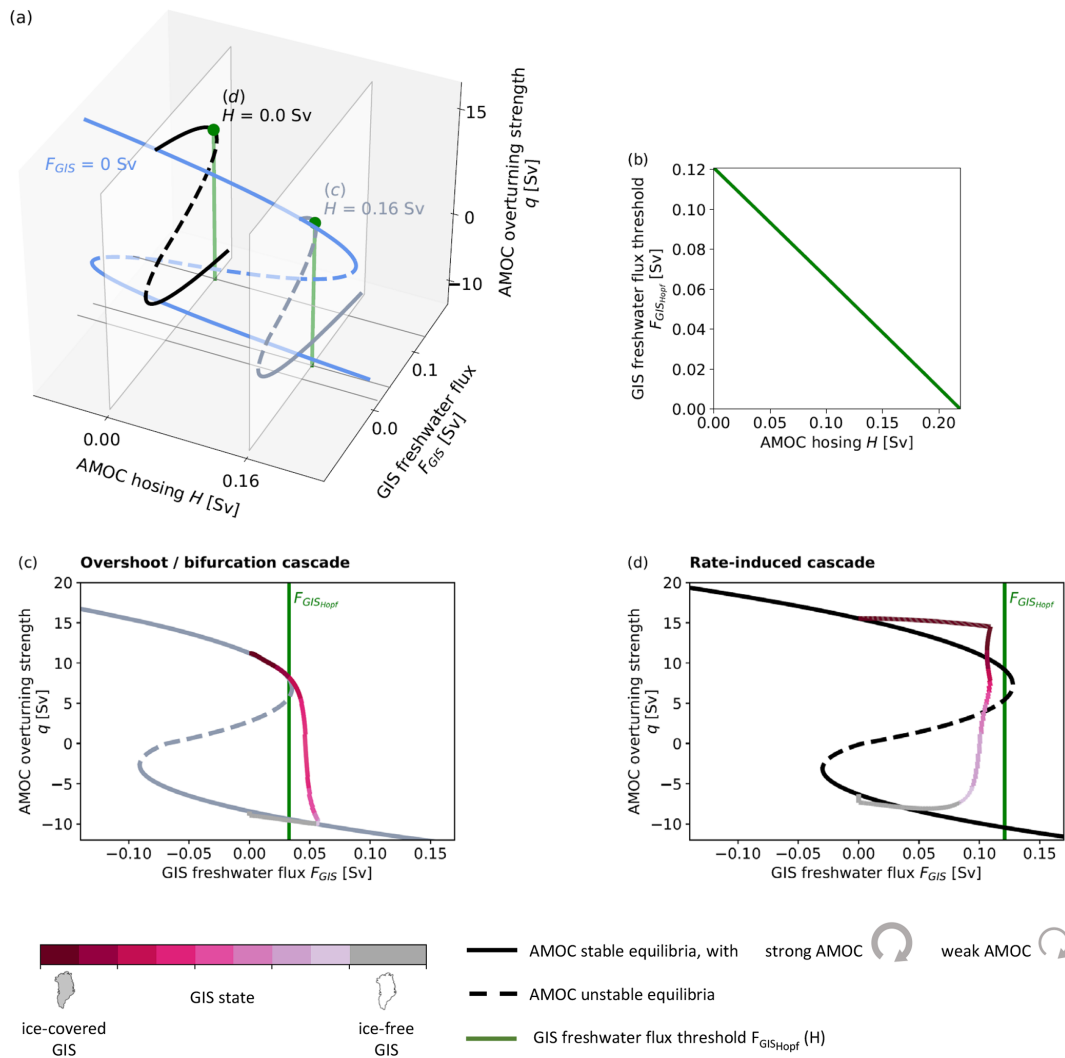 (a)
(d)
H = 0.0 Sv
F_GIS = 0 Sv
(c)
H = 0.16 Sv
15
0
−10
AMOC overturning strength
q [Sv]
0.1
0.0
GIS freshwater flux
F_GIS [Sv]
0.00
0.16
AMOC hosing H [Sv]
(b)
0.12
0.10
0.08
0.06
0.04
0.02
0.00
GIS freshwater flux threshold
F_GIS_Hopf [Sv]
0.00 0.05 0.10 0.15 0.20
AMOC hosing H [Sv]
(c) Overshoot / bifurcation cascade
20
15
10
5
0
−5
−10
AMOC overturning strength
q [Sv]
F_GIS_Hopf
−0.10 −0.05 0.00 0.05 0.10 0.15
GIS freshwater flux F_GIS [Sv]
(d) Rate-induced cascade
20
15
10
5
0
−5
−10
AMOC overturning strength
q [Sv]
F_GIS_Hopf
−0.10 −0.05 0.00 0.05 0.10 0.15
GIS freshwater flux F_GIS [Sv]
GIS state
ice-covered
GIS
ice-free
GIS
AMOC stable equilibria, with strong AMOC weak AMOC
AMOC unstable equilibria
GIS freshwater flux threshold F_GIS_Hopf (H)